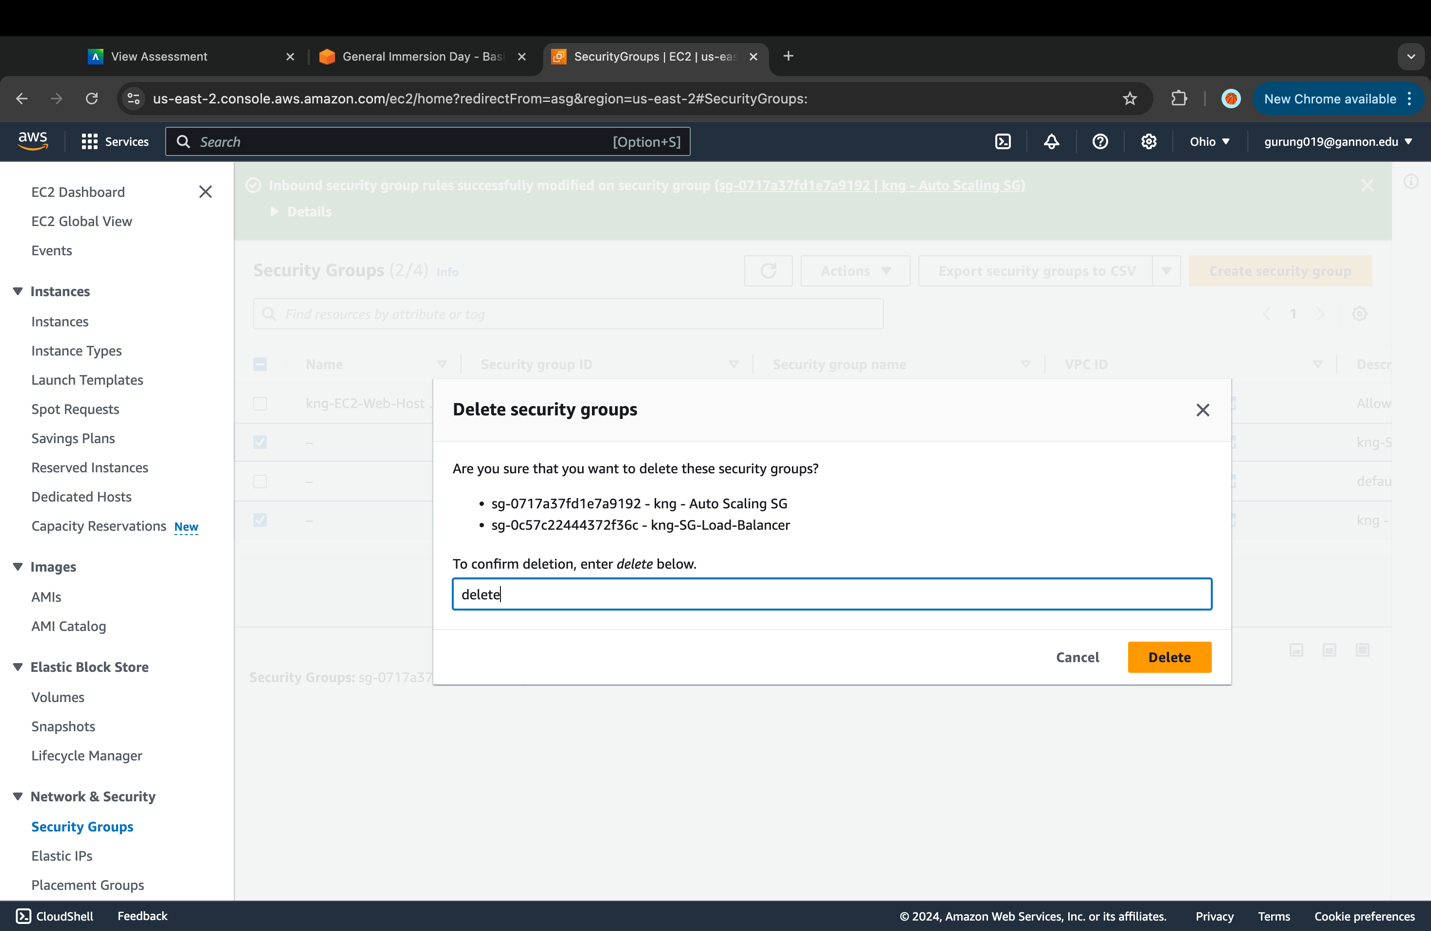 View Assessment
General Immersion Day - Bas
SecurityGroups | EC2 | us-eas
us-east-2.console.aws.amazon.com/ec2/home?redirectFrom=asg&region=us-east-2#SecurityGroups:
New Chrome available
aws
Services
Search
[Option+S]
Ohio
gurung019@gannon.edu
EC2 Dashboard
EC2 Global View
Events
Instances
Instances
Instance Types
Launch Templates
Spot Requests
Savings Plans
Reserved Instances
Dedicated Hosts
Capacity Reservations New
Images
AMIs
AMI Catalog
Elastic Block Store
Volumes
Snapshots
Lifecycle Manager
Network & Security
Security Groups
Elastic IPs
Placement Groups
Inbound security group rules successfully modified on security group (sg-0717a37fd1e7a9192 | kng - Auto Scaling SG)
Details
Security Groups (2/4) Info
Actions
Export security groups to CSV
Create security group
Find resources by attribute or tag
1
Name
Security group ID
Security group name
VPC ID
Descr
kng-EC2-Web-Host ..
Allow
–
kng-S
–
defau
–
kng -
Delete security groups
Are you sure that you want to delete these security groups?
• sg-0717a37fd1e7a9192 - kng - Auto Scaling SG
• sg-0c57c22444372f36c - kng-SG-Load-Balancer
To confirm deletion, enter delete below.
delete
Cancel
Delete
Security Groups: sg-0717a37
CloudShell
Feedback
© 2024, Amazon Web Services, Inc. or its affiliates.
Privacy
Terms
Cookie preferences